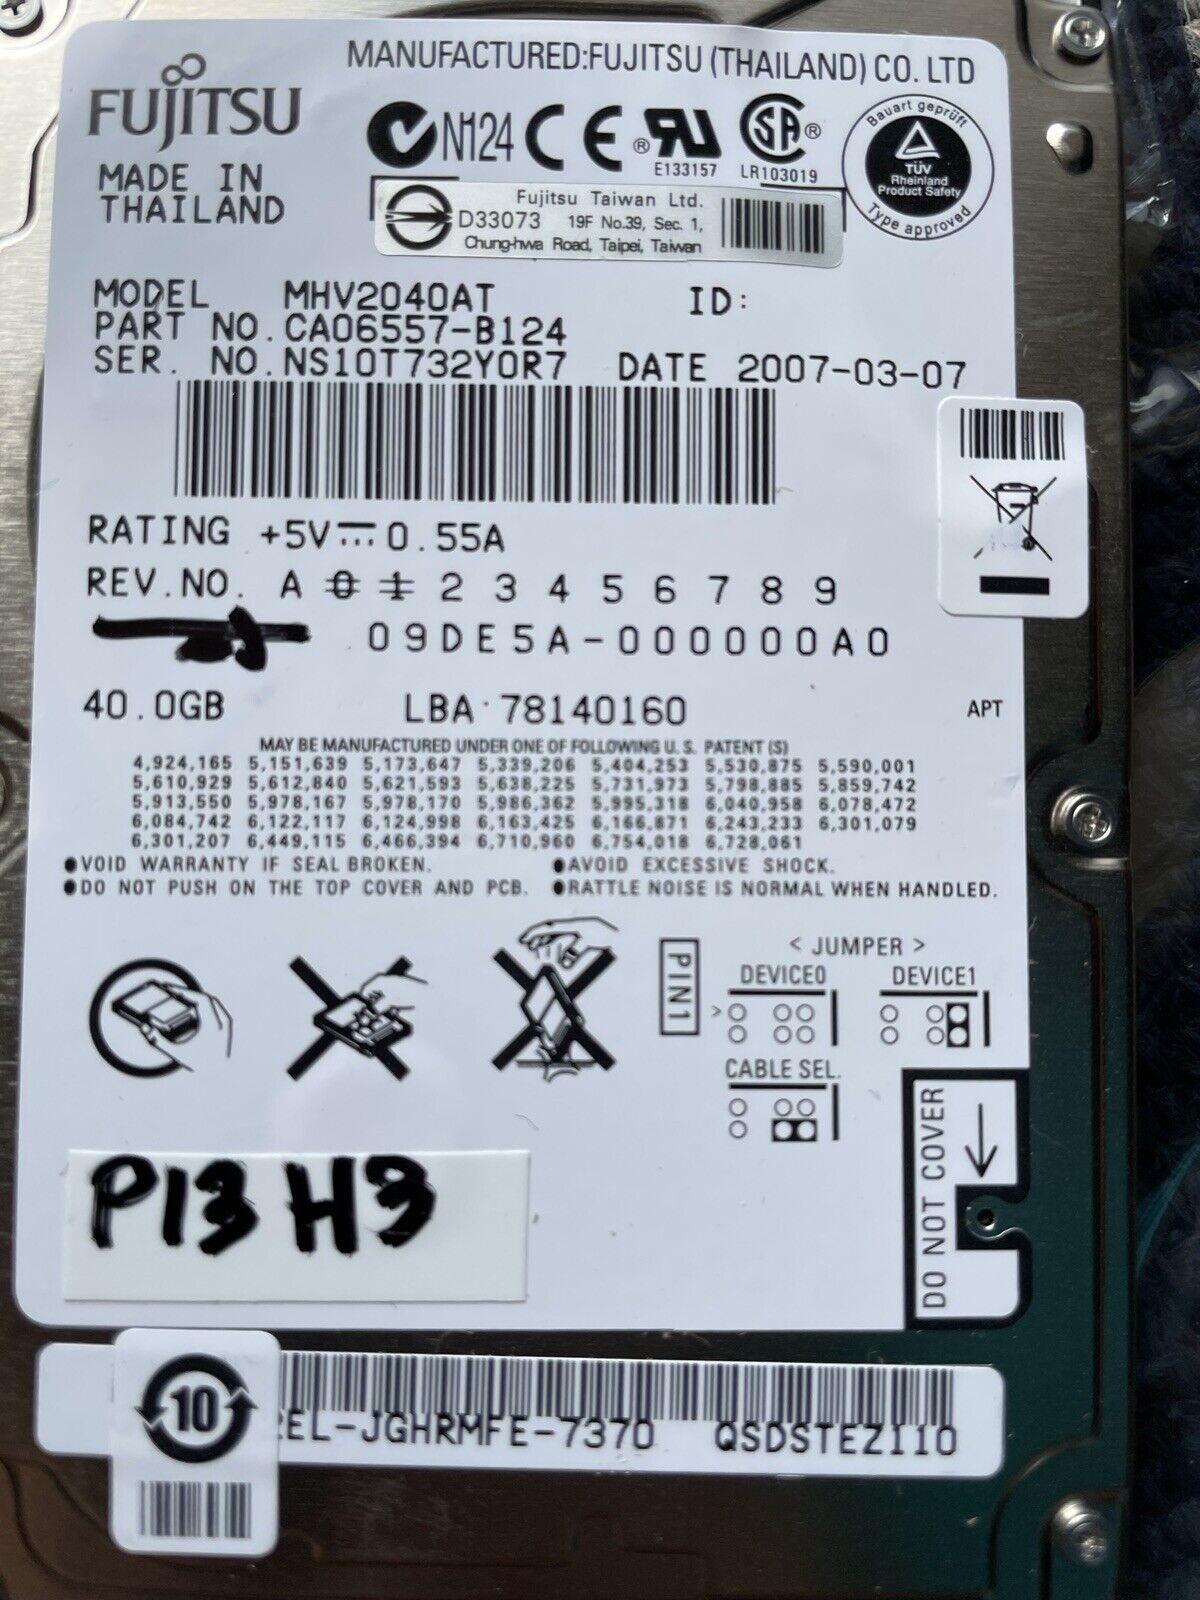 MANUFACTURED:FUJITSU (THAILAND) CO. LTD
FUJITSU
MADE IN
THAILAND
N124 CE ® RU SA ®
E133157 LR103019
Bauart geprüft
TÜV
Rheinland
Product Safety
Type approved
Fujitsu Taiwan Ltd.
D33073 19F No.39, Sec. 1,
Chung-hwa Road, Taipei, Taiwan
MODEL MHV2040AT ID:
PART NO. CA06557-B124
SER. NO. NS10T732Y0R7 DATE 2007-03-07
RATING +5V 0.55A
REV.NO. A 0 1 2 3 4 5 6 7 8 9
09DE5A-000000A0
40.0GB LBA 78140160 APT
MAY BE MANUFACTURED UNDER ONE OF FOLLOWING U. S. PATENT (S)
4,924,165 5,151,639 5,173,647 5,339,206 5,404,253 5,530,875 5,590,001
5,610,929 5,612,840 5,621,593 5,638,225 5,731,973 5,798,885 5,859,742
5,913,550 5,978,167 5,978,170 5,986,362 5,995,318 6,040,958 6,078,472
6,084,742 6,122,117 6,124,998 6,163,425 6,166,871 6,243,233 6,301,079
6,301,207 6,449,115 6,466,394 6,710,960 6,754,018 6,728,061
●VOID WARRANTY IF SEAL BROKEN. ●AVOID EXCESSIVE SHOCK.
●DO NOT PUSH ON THE TOP COVER AND PCB. ●RATTLE NOISE IS NORMAL WHEN HANDLED.
PIN1
< JUMPER >
DEVICE0 DEVICE1
CABLE SEL.
DO NOT COVER
P13 H3
10
EL-JGHRMFE-7370 QSDSTEZI10